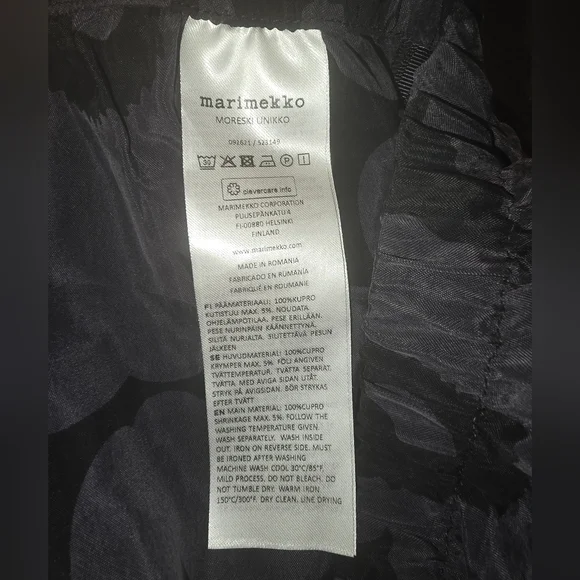 marimekko
MORESKI UNIKKO
091621 / 523149
30 P
clevercare.info
MARIMEKKO CORPORATION
PUUSEPÄNKATU 4
FI-00880 HELSINKI
FINLAND
www.marimekko.com
MADE IN ROMANIA
FABRICADO EN RUMANÍA
FABRIQUÉ EN ROUMANIE
FI PÄÄMATERIAALI: 100%KUPRO
KUTISTUU MAX. 5%. NOUDATA
OHJELÄMPÖTILAA. PESE ERILLÄÄN.
PESE NURINPÄIN KÄÄNNETTYNÄ,
SILITÄ NURJALTA. SILITETTÄVÄ PESUN
JÄLKEEN
SE HUVUDMATERIAL: 100%CUPRO
KRYMPER MAX. 5% FÖLJ ANGIVEN
TVÄTTEMPERATUR. TVÄTTA SEPARAT.
TVÄTTA MED AVIGA SIDAN UTÅT.
STRYK PÅ AVIGSIDAN. BÖR STRYKAS
EFTER TVÄTT
EN MAIN MATERIAL: 100%CUPRO
SHRINKAGE MAX. 5% FOLLOW THE
WASHING TEMPERATURE GIVEN.
WASH SEPARATELY. WASH INSIDE
OUT, IRON ON REVERSE SIDE. MUST
BE IRONED AFTER WASHING
MACHINE WASH COOL 30°C/85°F,
MILD PROCESS. DO NOT BLEACH. DO
NOT TUMBLE DRY. WARM IRON
150°C/300°F. DRY CLEAN. LINE DRYING